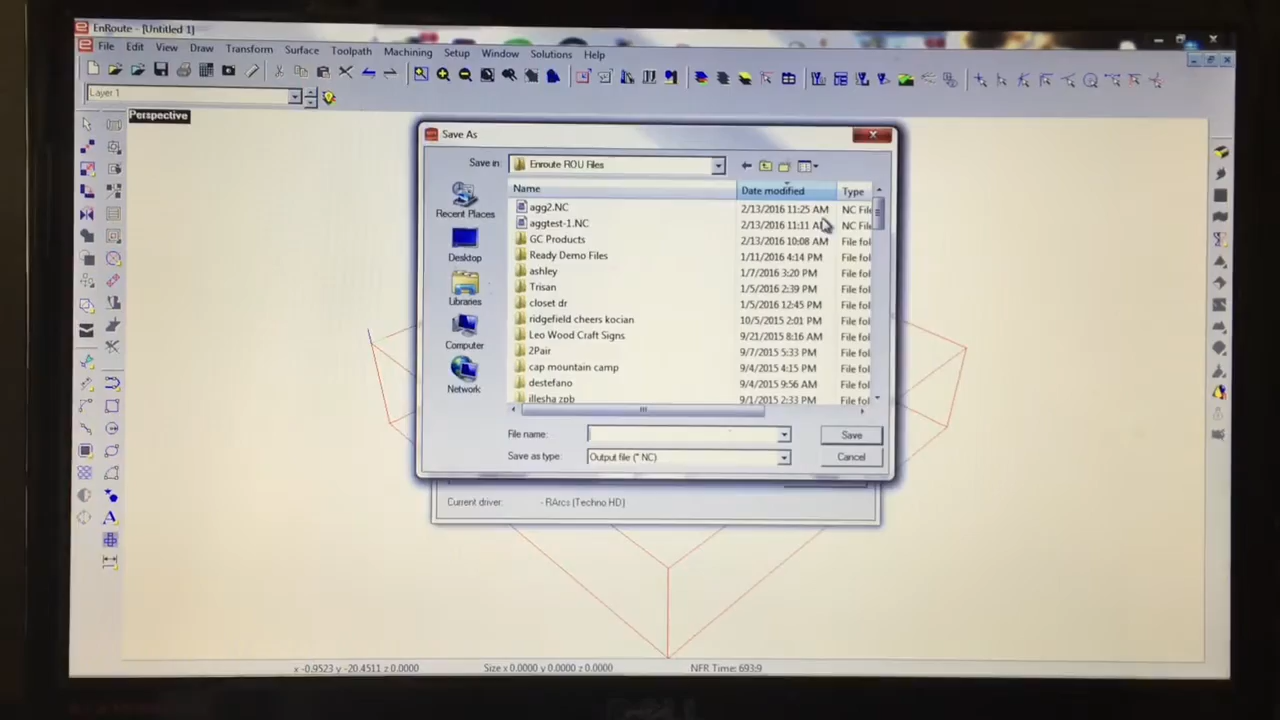 EnRoute - [Untitled 1]
File Edit View Draw Transform Surface Toolpath Machining Setup Window Solutions Help
Layer 1
Perspective
Save As
Save in: Enroute ROU Files
Name Date modified Type
agg2.NC 2/13/2016 11:25 AM NC File
aggtest-1.NC 2/13/2016 11:11 AM NC File
GC Products 2/13/2016 10:08 AM File fol
Ready Demo Files 1/11/2016 4:14 PM File fol
ashley 1/7/2016 3:20 PM File fol
Trisan 1/5/2016 2:39 PM File fol
closet dr 1/5/2016 12:45 PM File fol
ridgefield cheers kocian 10/5/2015 2:01 PM File fol
Leo Wood Craft Signs 9/21/2015 8:16 AM File fol
2Pair 9/7/2015 5:33 PM File fol
cap mountain camp 9/4/2015 4:15 PM File fol
destefano 9/4/2015 9:56 AM File fol
illesha zpb 9/1/2015 2:33 PM File fol
Recent Places
Desktop
Libraries
Computer
Network
File name: Save
Save as type: Output file (*.NC) Cancel
Current driver: - RArcs [Techno HD]
x -0.9523 y -20.4511 z 0.0000 Size x 0.0000 y 0.0000 z 0.0000 NFR Time: 693:9